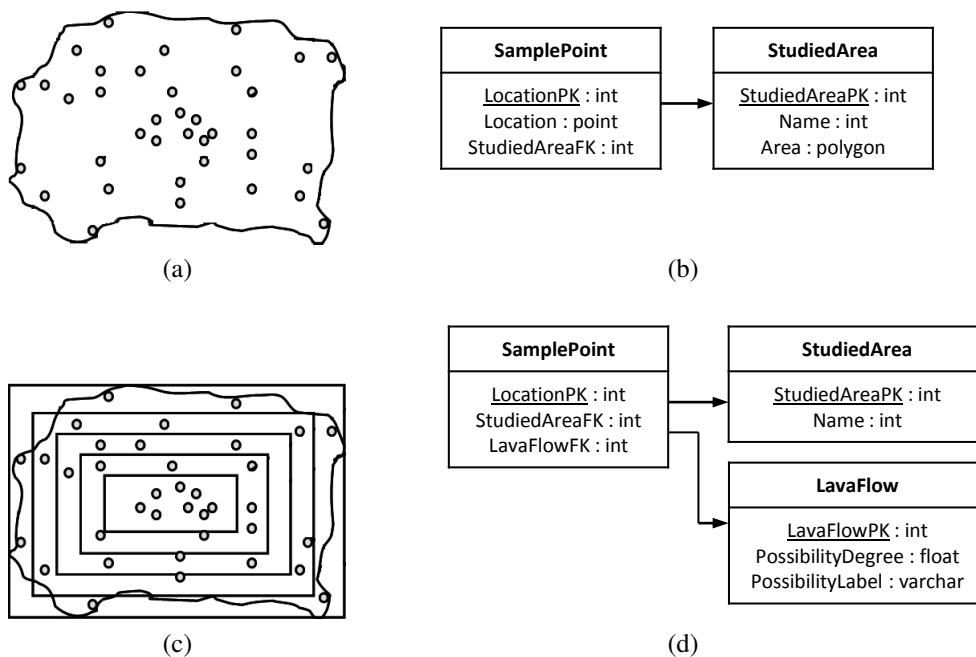 SamplePoint
LocationPK : int
Location : point
StudiedAreaFK : int
StudiedArea
StudiedAreaPK : int
Name : int
Area : polygon
(a)
(b)
SamplePoint
LocationPK : int
StudiedAreaFK : int
LavaFlowFK : int
StudiedArea
StudiedAreaPK : int
Name : int
LavaFlow
LavaFlowPK : int
PossibilityDegree : float
PossibilityLabel : varchar
(c)
(d)